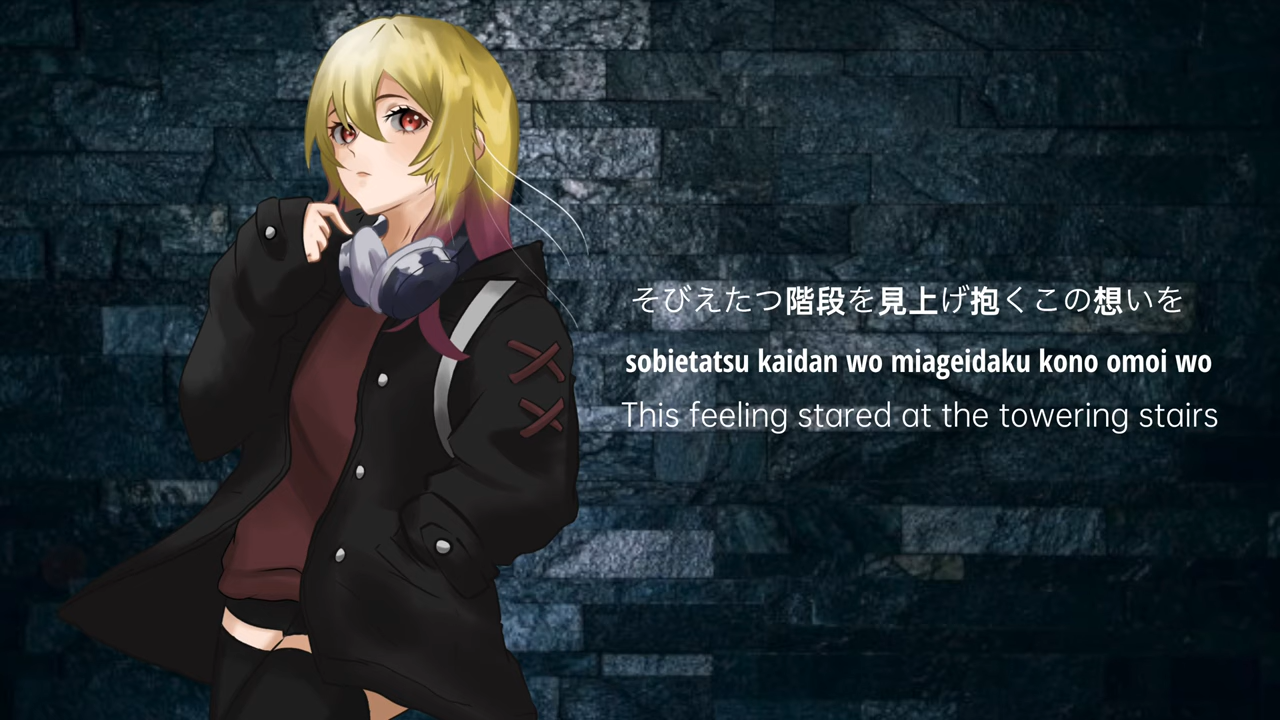 そびえたつ階段を見上げ抱くこの想いを
sobietatsu kaidan wo miageidaku kono omoi wo
This feeling stared at the towering stairs